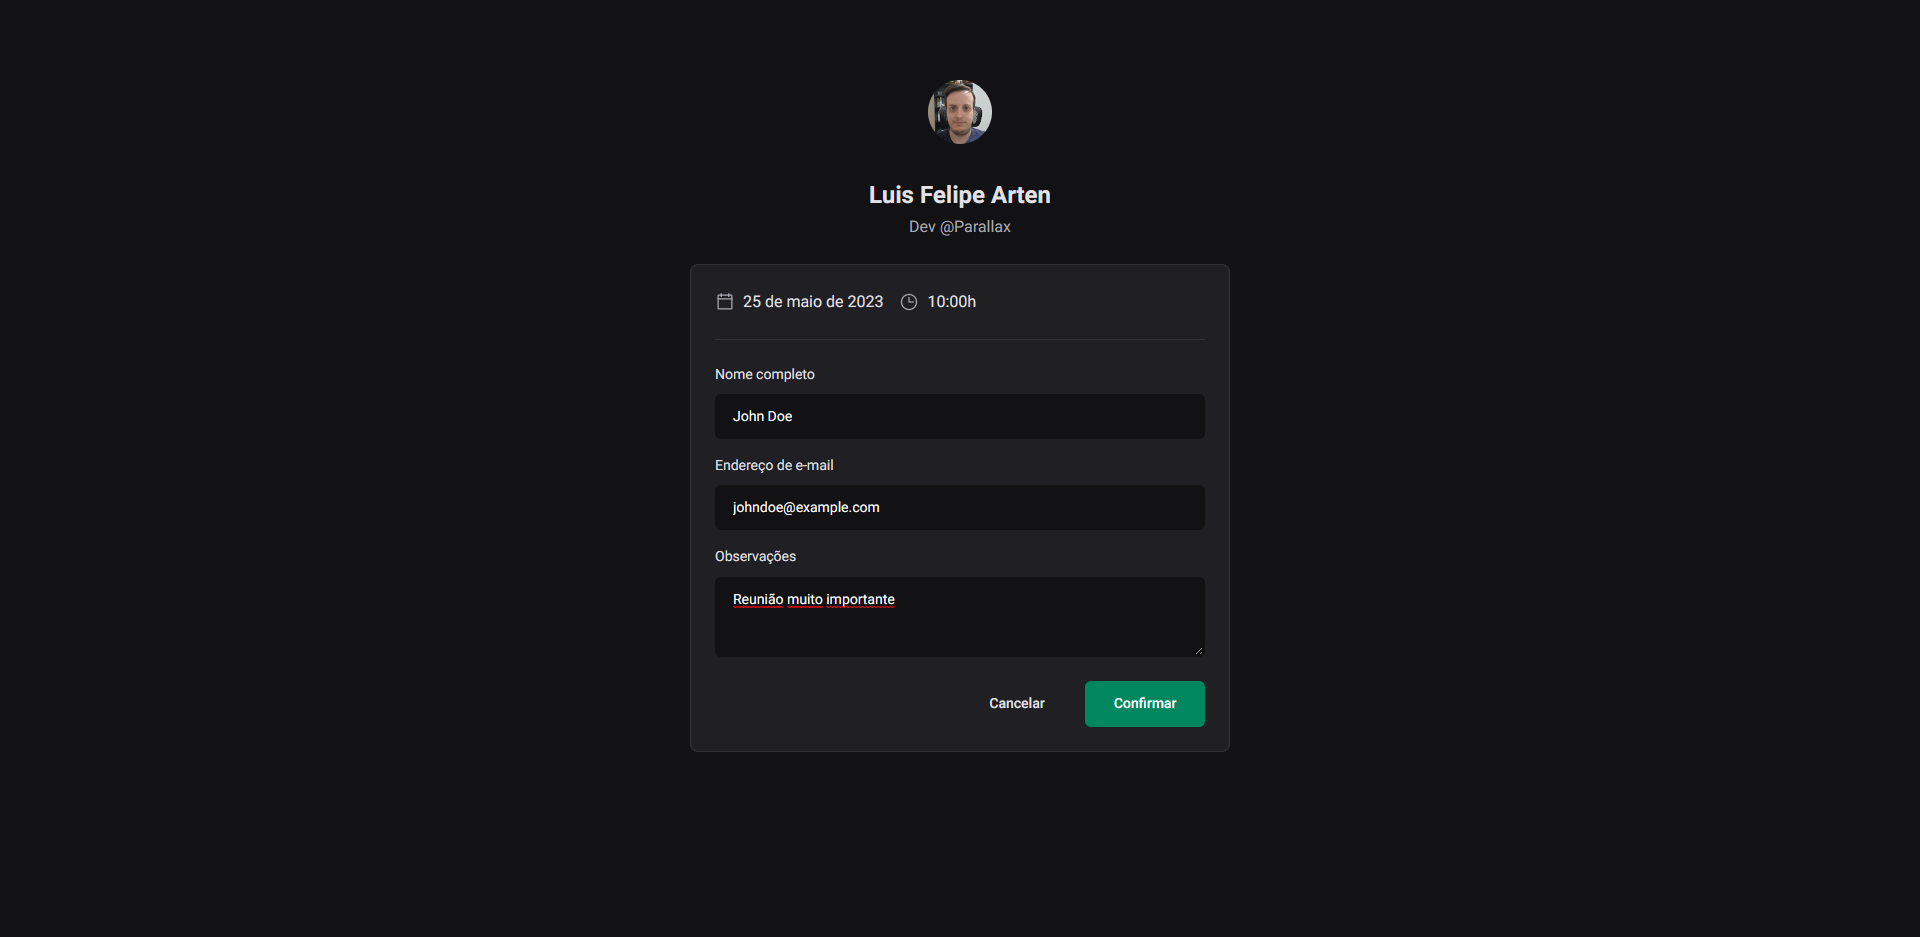 Luis Felipe Arten
Dev @Parallax
25 de maio de 2023 10:00h
Nome completo
John Doe
Endereço de e-mail
johndoe@example.com
Observações
Reunião muito importante
Cancelar Confirmar